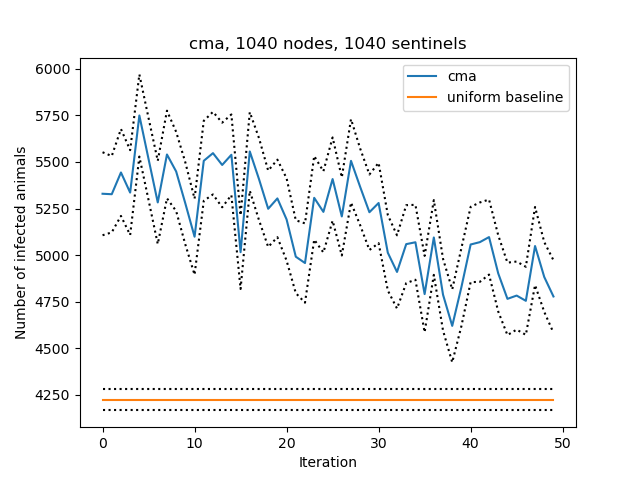 cma, 1040 nodes, 1040 sentinels
cma
uniform baseline
Number of infected animals
6000
5750
5500
5250
5000
4750
4500
4250
0 10 20 30 40 50
Iteration